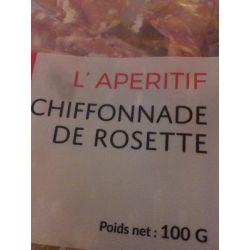 L' APERITIF
CHIFFONNADE
DE ROSETTE
Poids net : 100 G